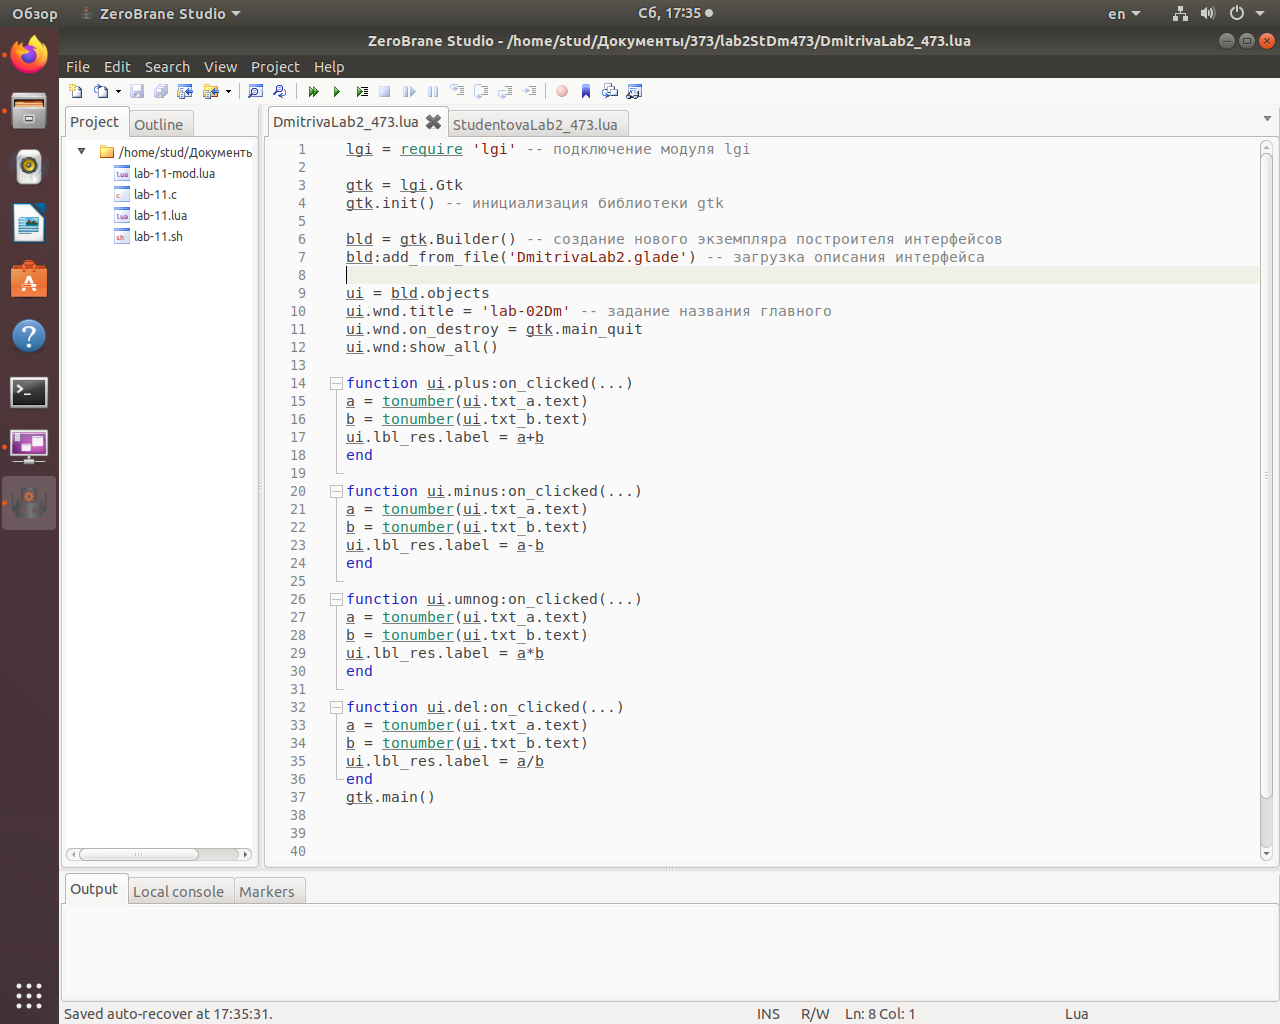 Обзор
ZeroBrane Studio
Сб, 17:35
en
ZeroBrane Studio - /home/stud/Документы/373/lab2StDm473/DmitrivaLab2_473.lua
File Edit Search View Project Help
Project
Outline
/home/stud/Документы
lab-11-mod.lua
lab-11.c
lab-11.lua
lab-11.sh
DmitrivaLab2_473.lua
StudentovaLab2_473.lua
1 lgi = require 'lgi' -- подключение модуля lgi
2
3 gtk = lgi.Gtk
4 gtk.init() -- инициализация библиотеки gtk
5
6 bld = gtk.Builder() -- создание нового экземпляра построителя интерфейсов
7 bld:add_from_file('DmitrivaLab2.glade') -- загрузка описания интерфейса
8
9 ui = bld.objects
10 ui.wnd.title = 'lab-02Dm' -- задание названия главного
11 ui.wnd.on_destroy = gtk.main_quit
12 ui.wnd:show_all()
13
14 function ui.plus:on_clicked(...)
15 a = tonumber(ui.txt_a.text)
16 b = tonumber(ui.txt_b.text)
17 ui.lbl_res.label = a+b
18 end
19
20 function ui.minus:on_clicked(...)
21 a = tonumber(ui.txt_a.text)
22 b = tonumber(ui.txt_b.text)
23 ui.lbl_res.label = a-b
24 end
25
26 function ui.umnog:on_clicked(...)
27 a = tonumber(ui.txt_a.text)
28 b = tonumber(ui.txt_b.text)
29 ui.lbl_res.label = a*b
30 end
31
32 function ui.del:on_clicked(...)
33 a = tonumber(ui.txt_a.text)
34 b = tonumber(ui.txt_b.text)
35 ui.lbl_res.label = a/b
36 end
37 gtk.main()
38
39
40
Output
Local console
Markers
Saved auto-recover at 17:35:31.
INS
R/W
Ln: 8 Col: 1
Lua